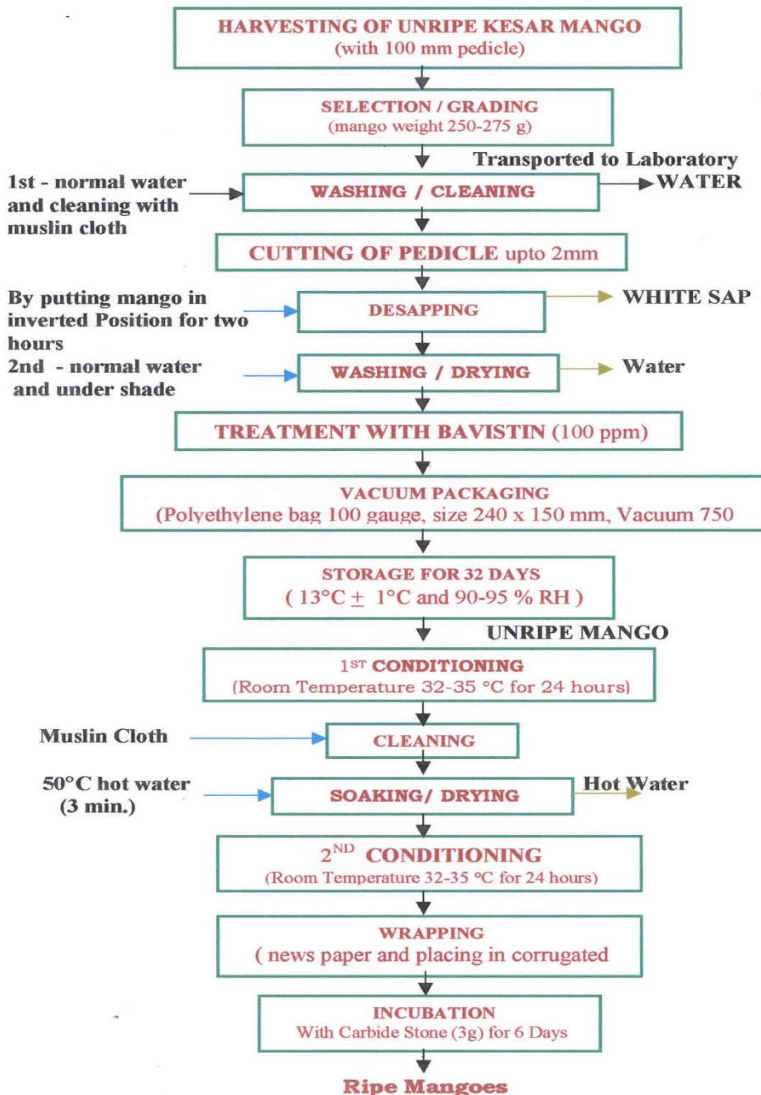 HARVESTING OF UNRIPE KESAR MANGO
(with 100 mm pedicle)
SELECTION / GRADING
(mango weight 250-275 g)
Transported to Laboratory
1st - normal water
and cleaning with
muslin cloth
WASHING / CLEANING
WATER
CUTTING OF PEDICLE upto 2mm
By putting mango in
inverted Position for two
hours
DESAPPING
WHITE SAP
2nd - normal water
and under shade
WASHING / DRYING
Water
TREATMENT WITH BAVISTIN (100 ppm)
VACUUM PACKAGING
(Polyethylene bag 100 gauge, size 240 x 150 mm, Vacuum 750
STORAGE FOR 32 DAYS
( 13°C ± 1°C and 90-95 % RH )
UNRIPE MANGO
1ST CONDITIONING
(Room Temperature 32-35 °C for 24 hours)
Muslin Cloth
CLEANING
50°C hot water
(3 min.)
SOAKING/ DRYING
Hot Water
2ND CONDITIONING
(Room Temperature 32-35 °C for 24 hours)
WRAPPING
( news paper and placing in corrugated
INCUBATION
With Carbide Stone (3g) for 6 Days
Ripe Mangoes